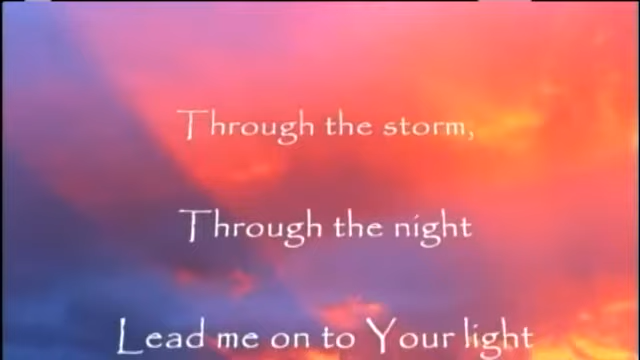 Through the storm,
Through the night
Lead me on to Your light